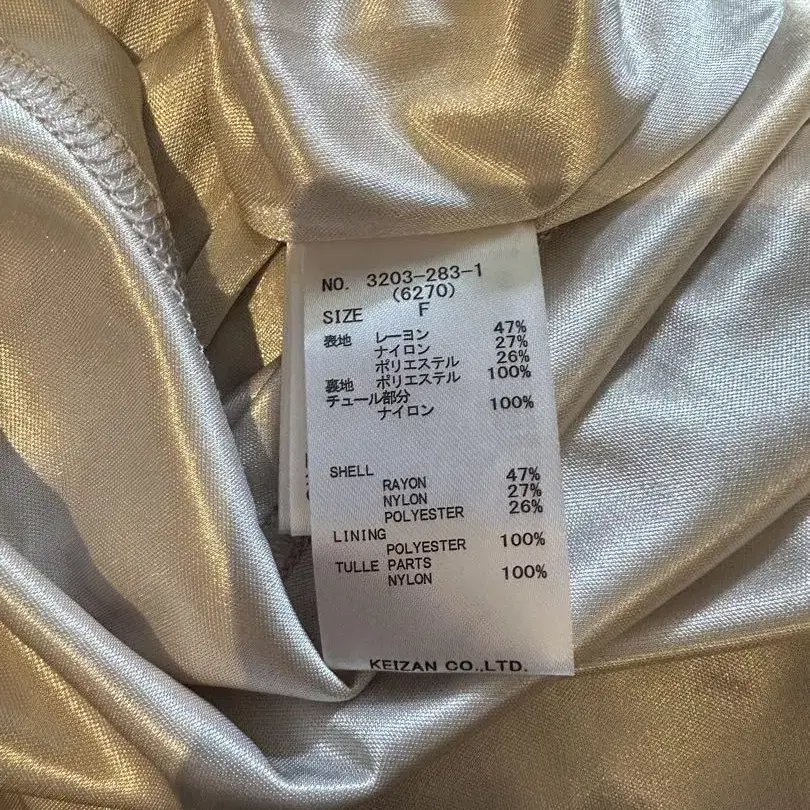 NO. 3203-283-1
(6270)
SIZE F
表地 レーヨン 47%
ナイロン 27%
ポリエステル 26%
裏地 ポリエステル 100%
チュール部分
ナイロン 100%
SHELL
RAYON 47%
NYLON 27%
POLYESTER 26%
LINING
POLYESTER 100%
TULLE PARTS
NYLON 100%
KEIZAN CO.,LTD.